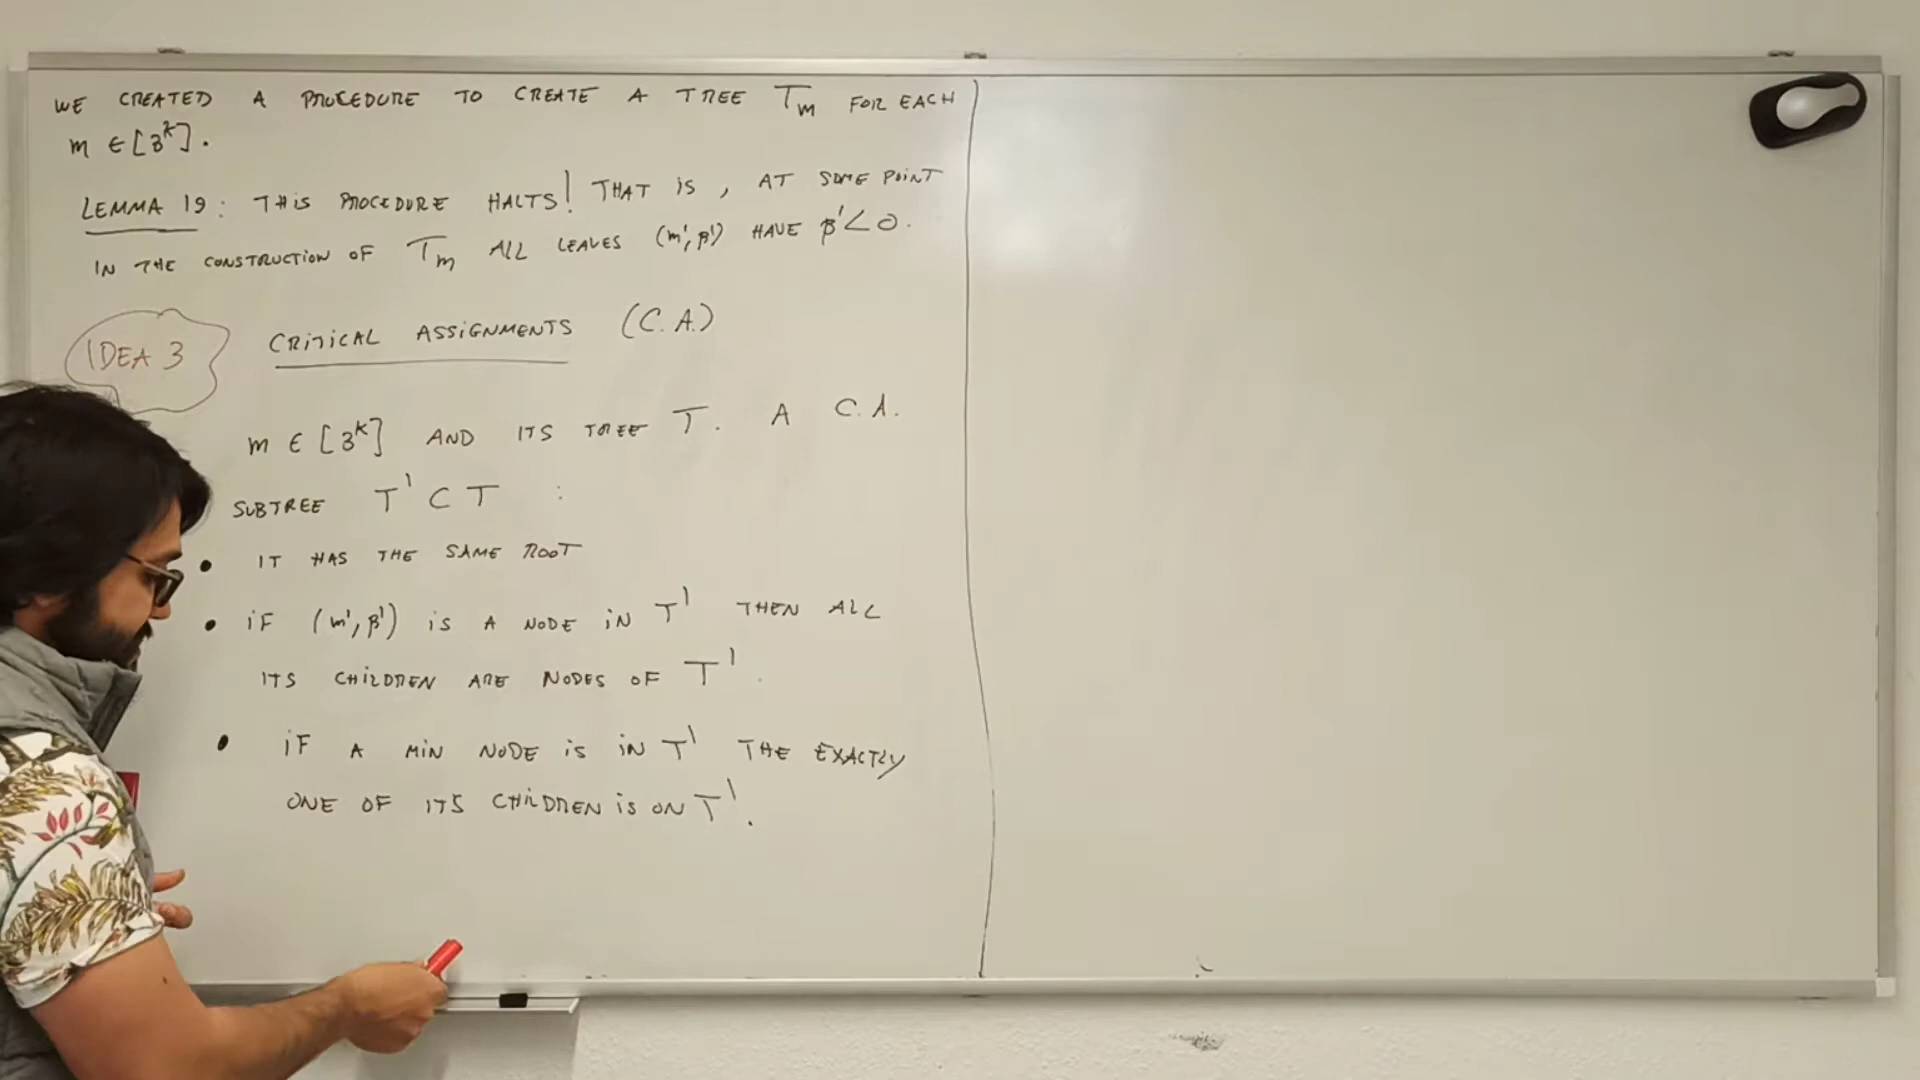 WE CREATED A PROCEDURE TO CREATE A TREE Tm FOR EACH
m ∈ [3^k].
LEMMA 19: THIS PROCEDURE HALTS! THAT IS, AT SOME POINT
IN THE CONSTRUCTION OF Tm ALL LEAVES (m', β') HAVE β' < 0.
IDEA 3
CRITICAL ASSIGNMENTS (C.A.)
m ∈ [3^k] AND ITS TREE T. A C.A.
SUBTREE T' ⊂ T :
• IT HAS THE SAME ROOT
• IF (m', β') IS A NODE IN T' THEN ALL
ITS CHILDREN ARE NODES OF T'.
• IF A MIN NODE IS IN T' THE EXACTLY
ONE OF ITS CHILDREN IS ON T'.